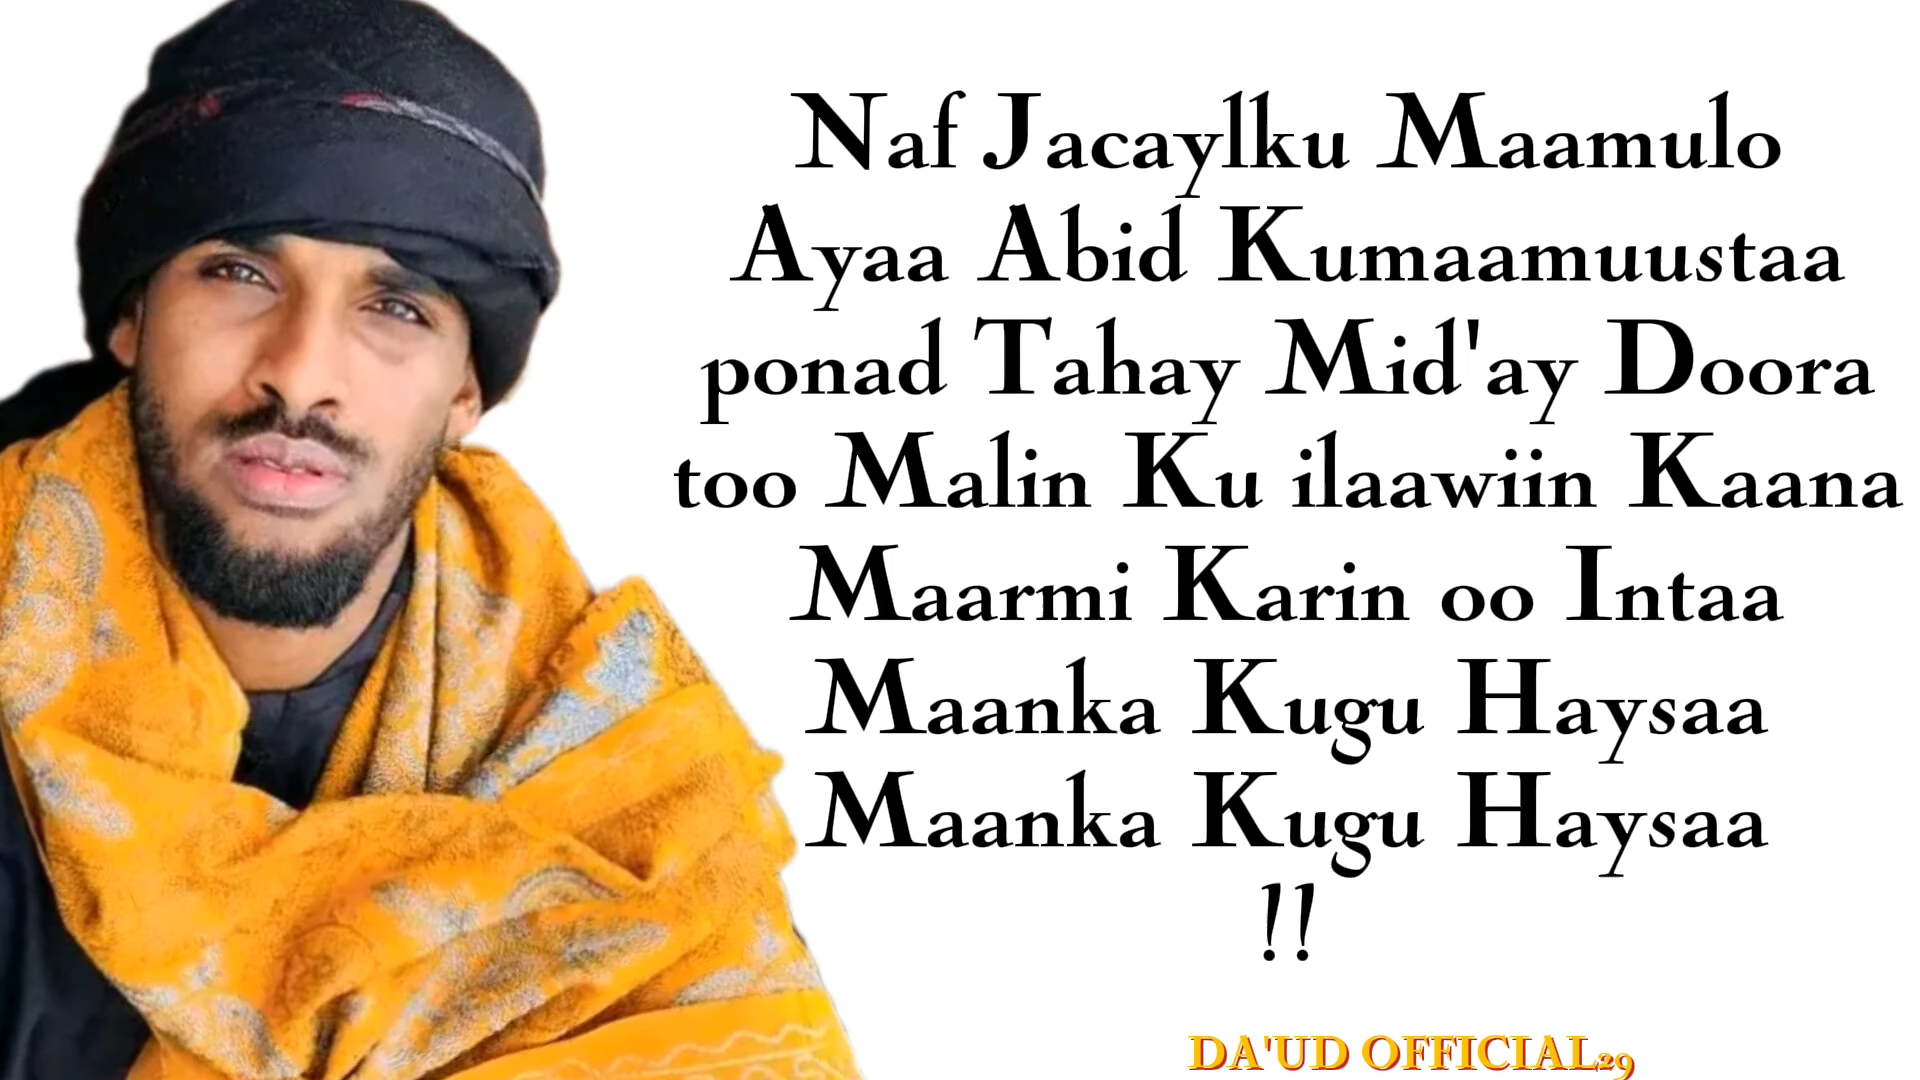 Naf Jacaylku Maamulo
Ayaa Abid Kumaamuustaa
ponad Tahay Mid'ay Doora
too Malin Ku ilaawiin Kaana
Maarmi Karin oo Intaa
Maanka Kugu Haysaa
Maanka Kugu Haysaa
!!
DA'UD OFFICIAL29